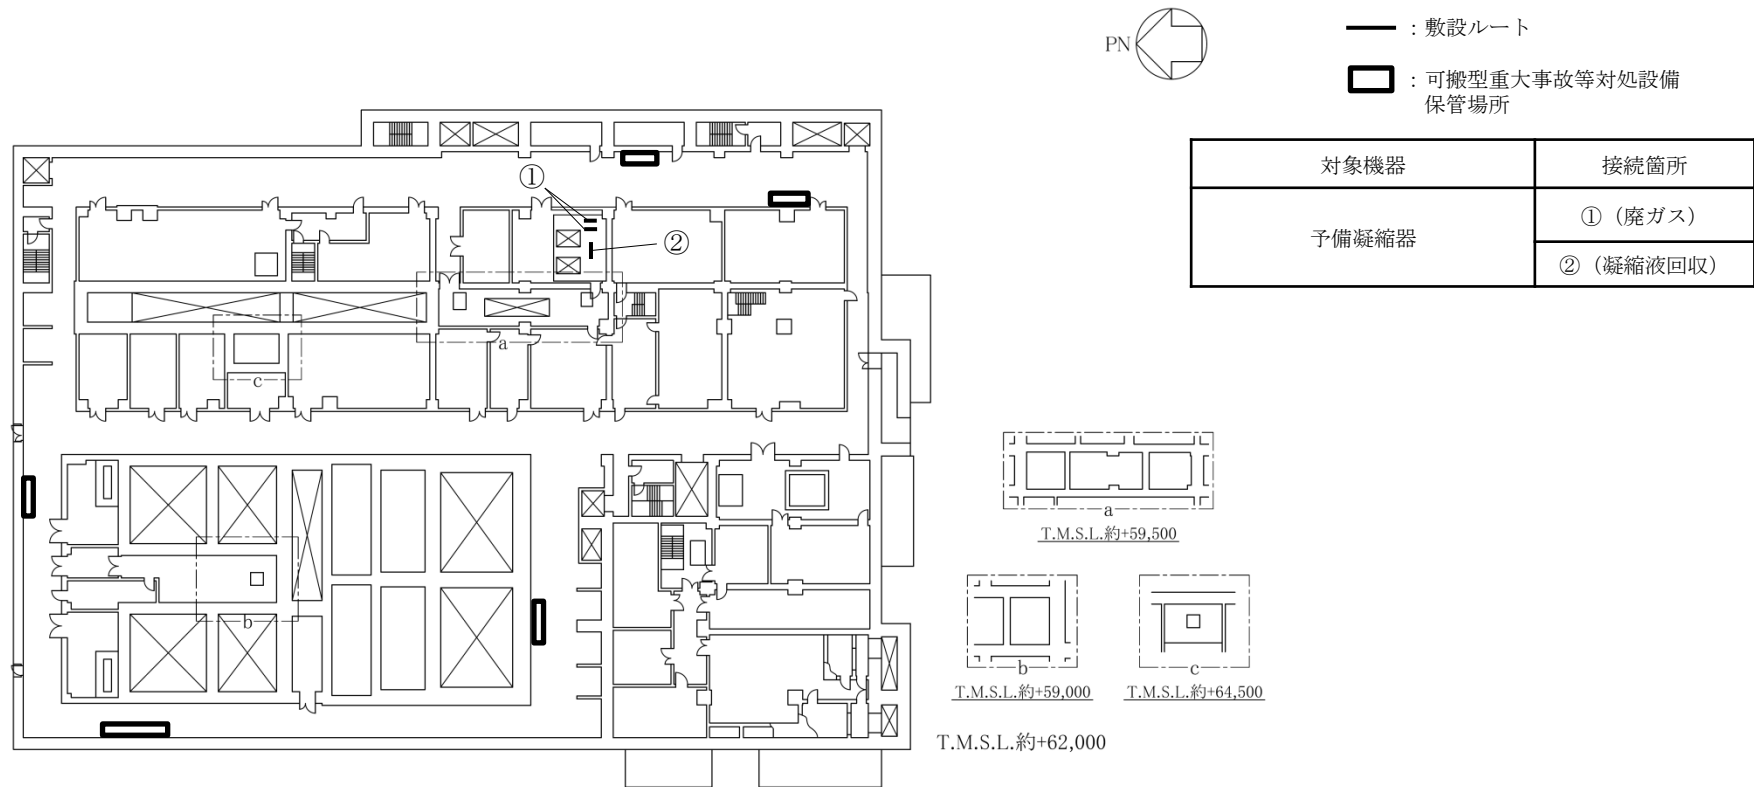 PN
：敷設ルート
：可搬型重大事故等対処設備
保管場所
対象機器 接続箇所
予備凝縮器 ①（廃ガス）
②（凝縮液回収）
①
②
a
c
b
a
T.M.S.L.約+59,500
b
T.M.S.L.約+59,000
c
T.M.S.L.約+64,500
T.M.S.L.約+62,000